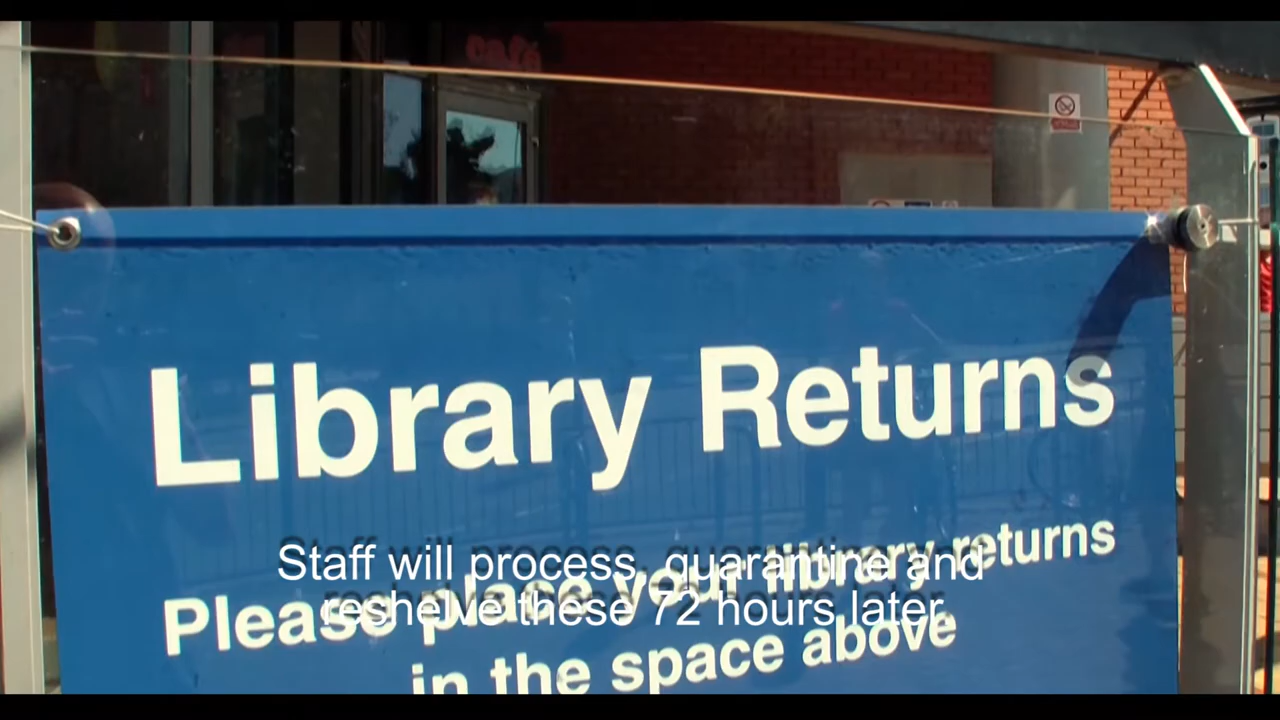 café
Library Returns
Please place your library returns
in the space above
Staff will process, quarantine and
reshelve these 72 hours later.